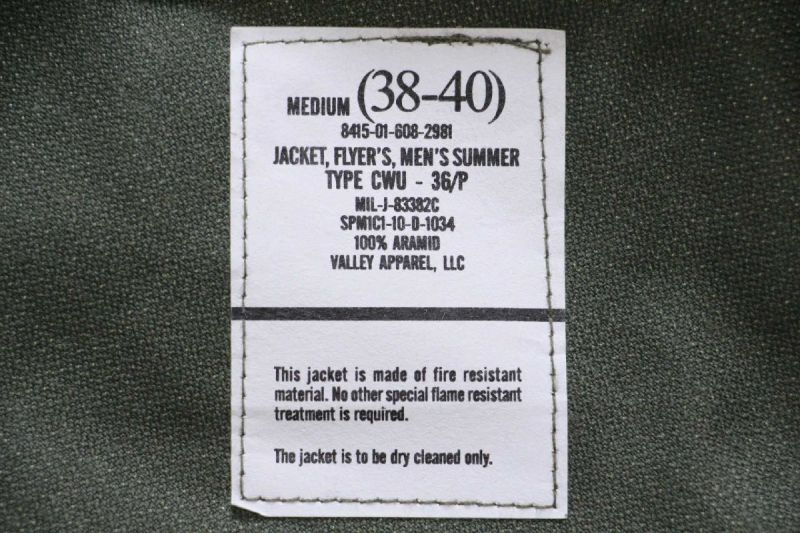 MEDIUM (38-40)
8415-01-608-2981
JACKET, FLYER'S, MEN'S SUMMER
TYPE CWU - 36/P
MIL-J-83382C
SPM1C1-10-D-1034
100% ARAMID
VALLEY APPAREL, LLC
This jacket is made of fire resistant
material. No other special flame resistant
treatment is required.
The jacket is to be dry cleaned only.